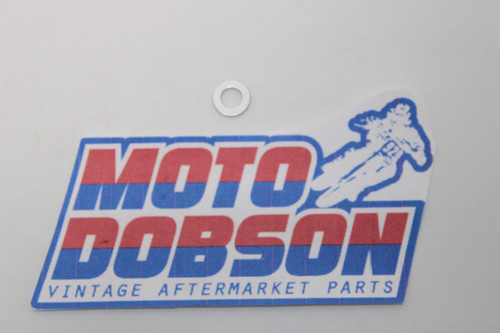 MOTO
DOBSON
VINTAGE AFTERMARKET PARTS